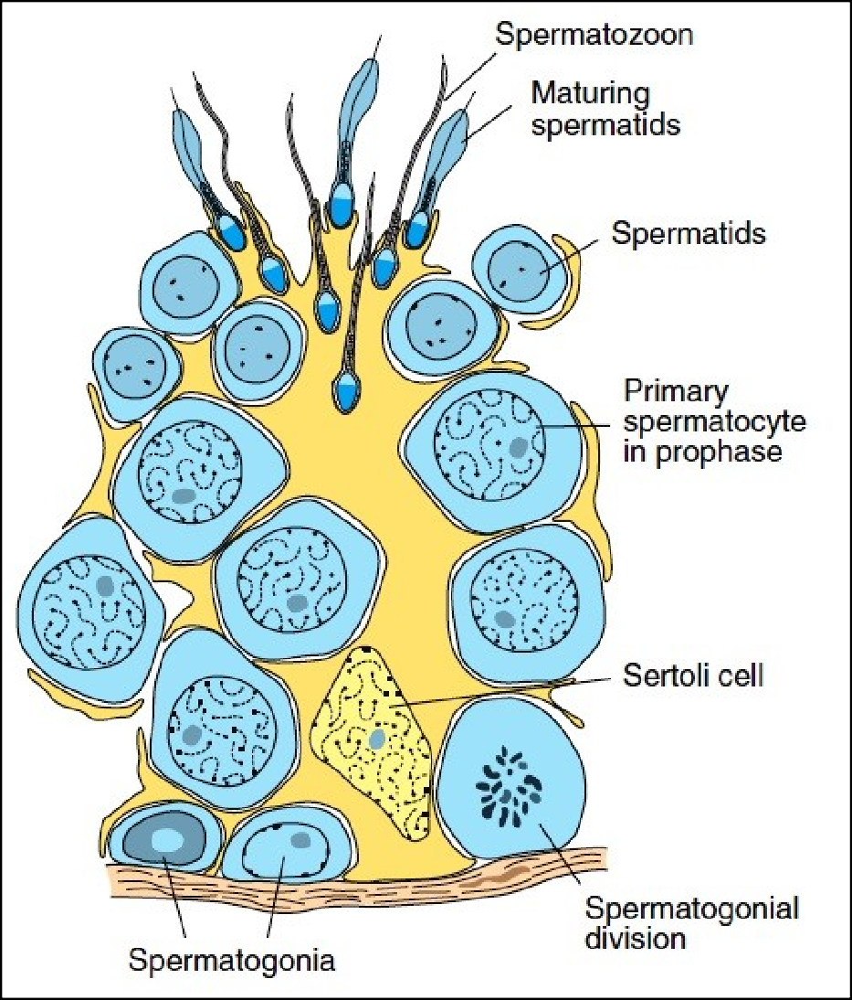 Spermatozoon
Maturing
spermatids
Spermatids
Primary
spermatocyte
in prophase
Sertoli cell
Spermatogonial
division
Spermatogonia